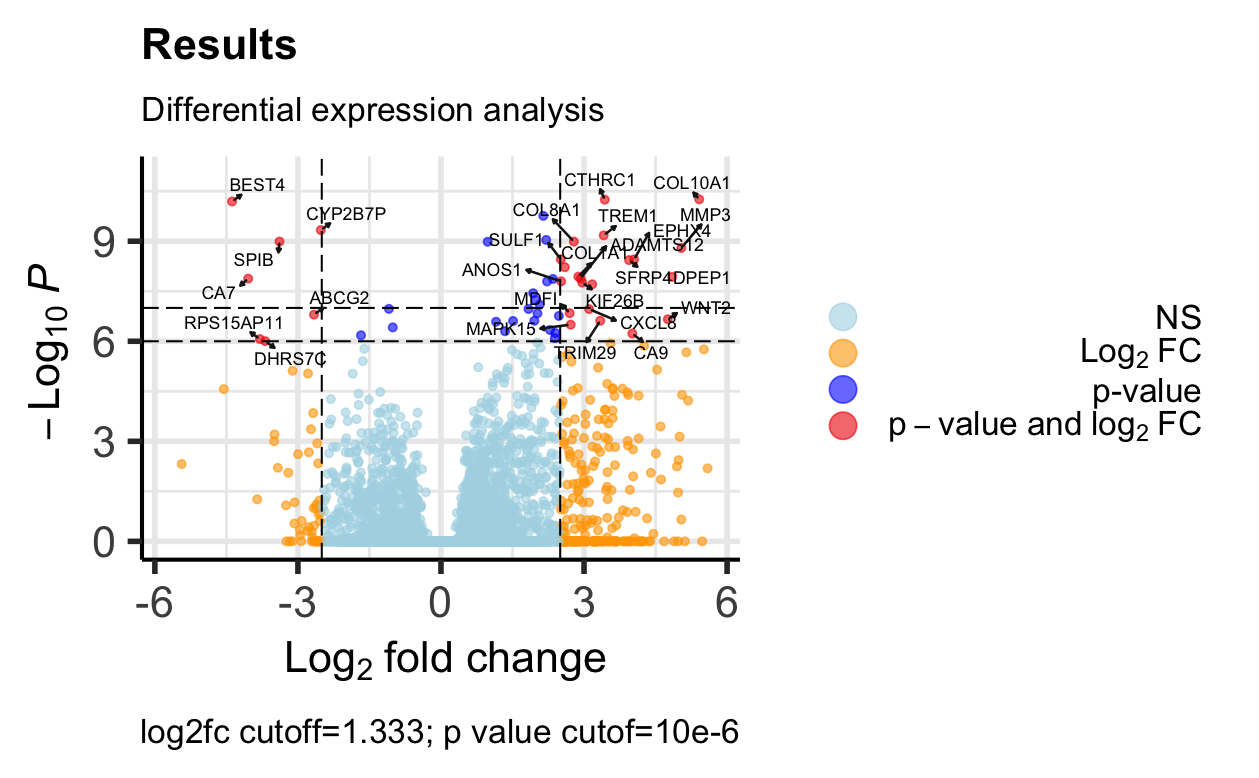 Results
Differential expression analysis
CTHRC1
COL10A1
BEST4
CYP2B7P
COL8A1
TREM1
MMP3
EPHX4
SULF1
ADAMTS12
COL1A1
SPIB
ANOS1
SFRP4
DPEP1
CA7
ABCG2
MDFI
KIF26B
WNT2
RPS15AP11
MAPK15
CXCL8
DHRS7C
TRIM29
CA9
9
6
3
0
-6
-3
0
3
6
− Log10 P
Log2 fold change
NS
Log2 FC
p-value
p − value and log2 FC
log2fc cutoff=1.333; p value cutof=10e-6